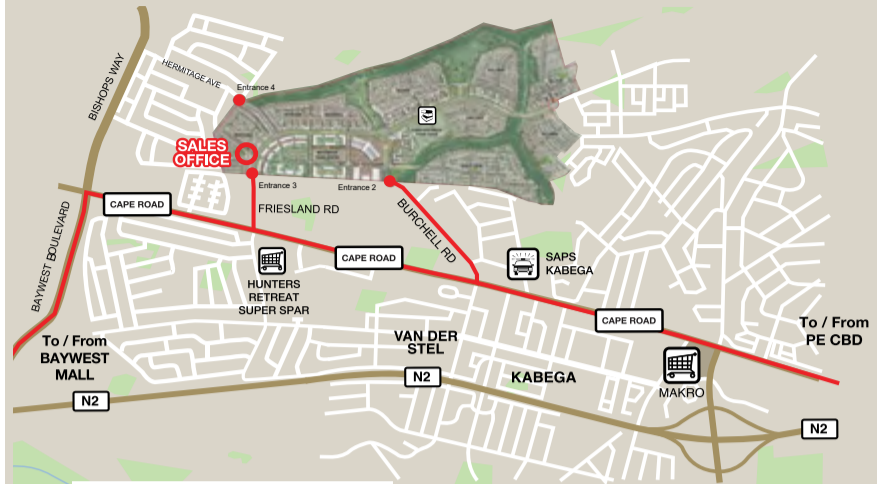 BISHOPS WAY
HERMITAGE AVE
Entrance 4
SALES
OFFICE
Entrance 3
Entrance 2
FRIESLAND RD
BURCHELL RD
CAPE ROAD
BAYWEST BOULEVARD
CAPE ROAD
HUNTERS
RETREAT
SUPER SPAR
SAPS
KABEGA
CAPE ROAD
To / From
BAYWEST
MALL
VAN DER
STEL
To / From
PE CBD
N2
KABEGA
MAKRO
N2
N2